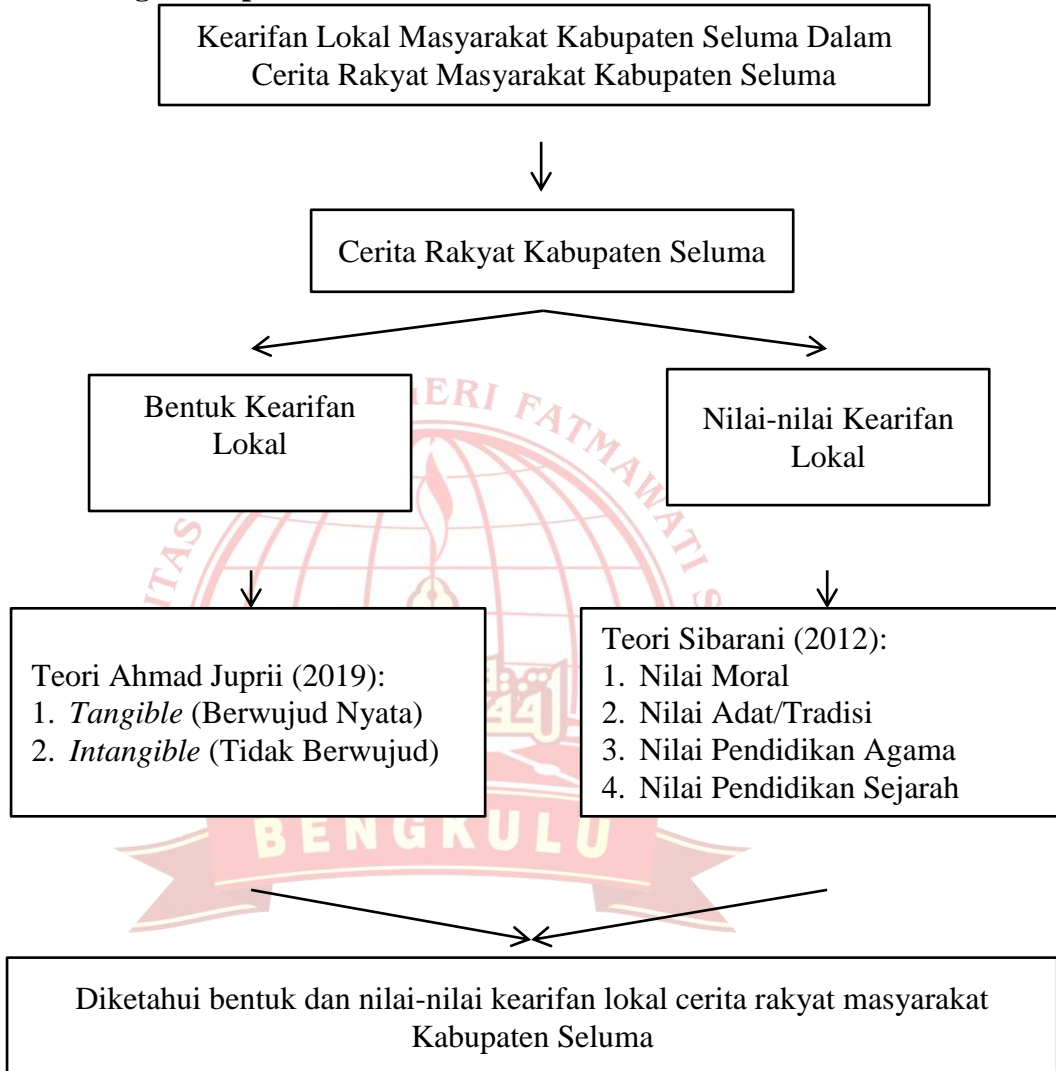 Kearifan Lokal Masyarakat Kabupaten Seluma Dalam
Cerita Rakyat Masyarakat Kabupaten Seluma
Cerita Rakyat Kabupaten Seluma
Bentuk Kearifan
Lokal
Nilai-nilai Kearifan
Lokal
Teori Ahmad Juprii (2019):
1. Tangible (Berwujud Nyata)
2. Intangible (Tidak Berwujud)
Teori Sibarani (2012):
1. Nilai Moral
2. Nilai Adat/Tradisi
3. Nilai Pendidikan Agama
4. Nilai Pendidikan Sejarah
FATMAWATI
BENGKULU
Diketahui bentuk dan nilai-nilai kearifan lokal cerita rakyat masyarakat
Kabupaten Seluma